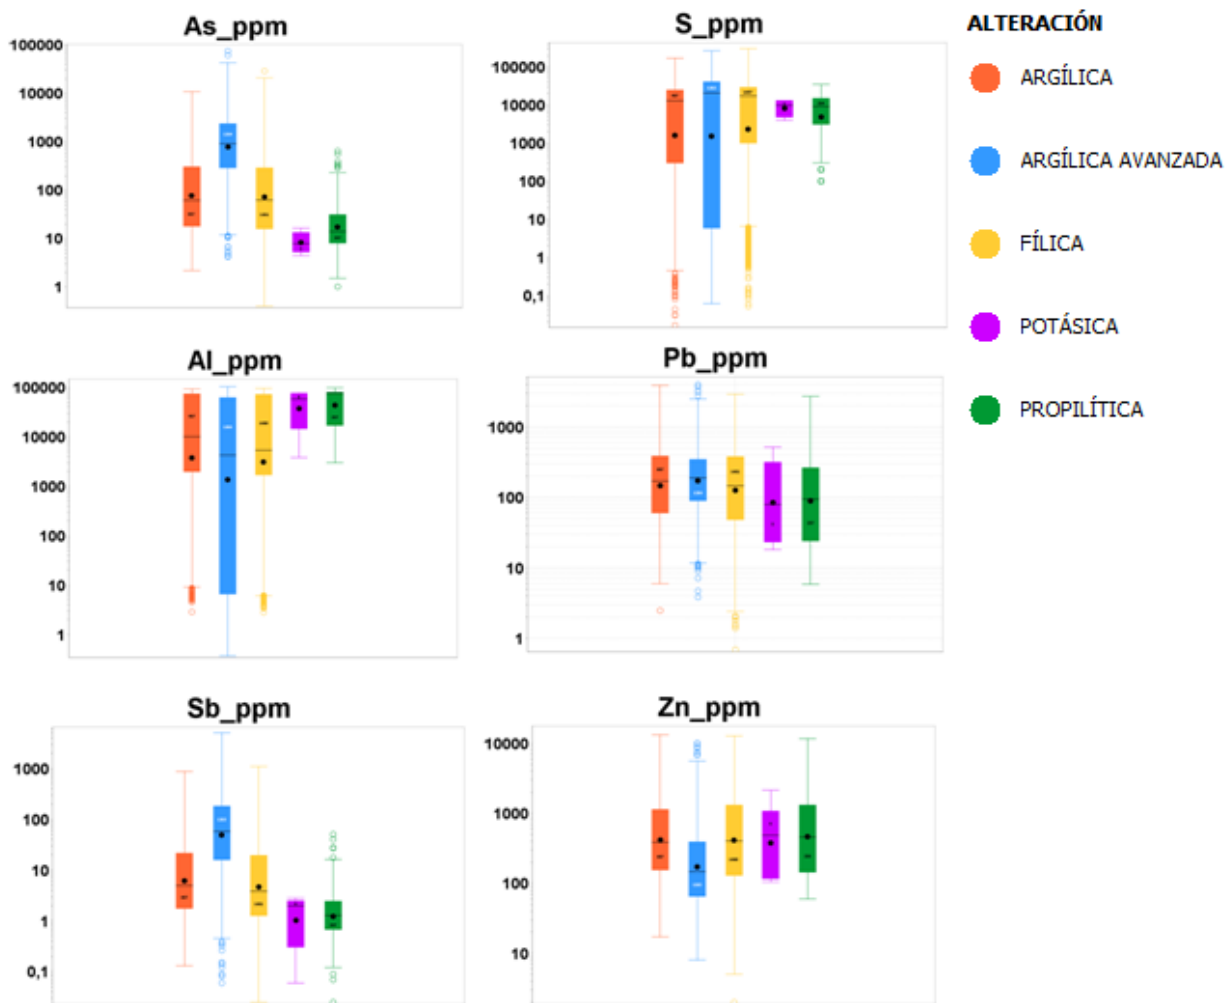 As_ppm
100000
10000
1000
100
10
1
S_ppm
100000
10000
1000
100
10
1
0,1
ALTERACIÓN
ARGÍLICA
ARGÍLICA AVANZADA
FÍLICA
POTÁSICA
PROPILÍTICA
Al_ppm
100000
10000
1000
100
10
1
Pb_ppm
1000
100
10
1
Sb_ppm
1000
100
10
1
0,1
Zn_ppm
10000
1000
100
10